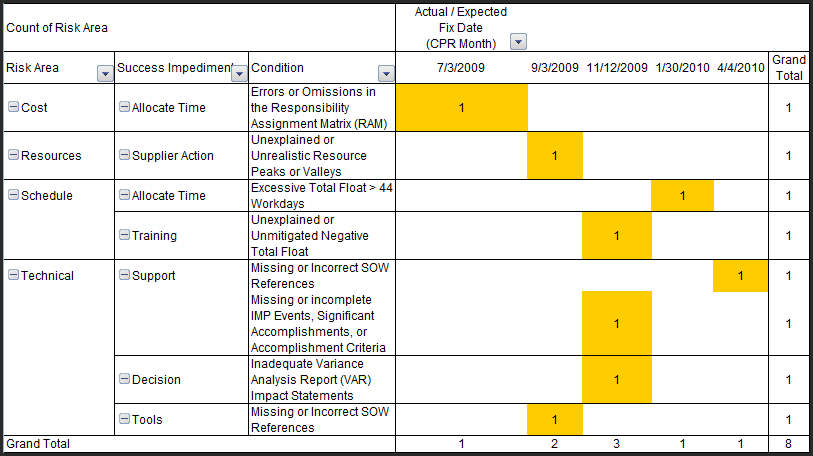 Count of Risk Area
Actual / Expected
Fix Date
(CPR Month)
Risk Area
Success Impediment
Condition
7/3/2009
9/3/2009
11/12/2009
1/30/2010
4/4/2010
Grand
Total
Cost
Allocate Time
Errors or Omissions in
the Responsibility
Assignment Matrix (RAM)
1
1
Resources
Supplier Action
Unexplained or
Unrealistic Resource
Peaks or Valleys
1
1
Schedule
Allocate Time
Excessive Total Float > 44
Workdays
1
1
Training
Unexplained or
Unmitigated Negative
Total Float
1
1
Technical
Support
Missing or Incorrect SOW
References
1
1
Missing or incomplete
IMP Events, Significant
Accomplishments, or
Accomplishment Criteria
1
1
Decision
Inadequate Variance
Analysis Report (VAR)
Impact Statements
1
1
Tools
Missing or Incorrect SOW
References
1
1
Grand Total
1
2
3
1
1
8